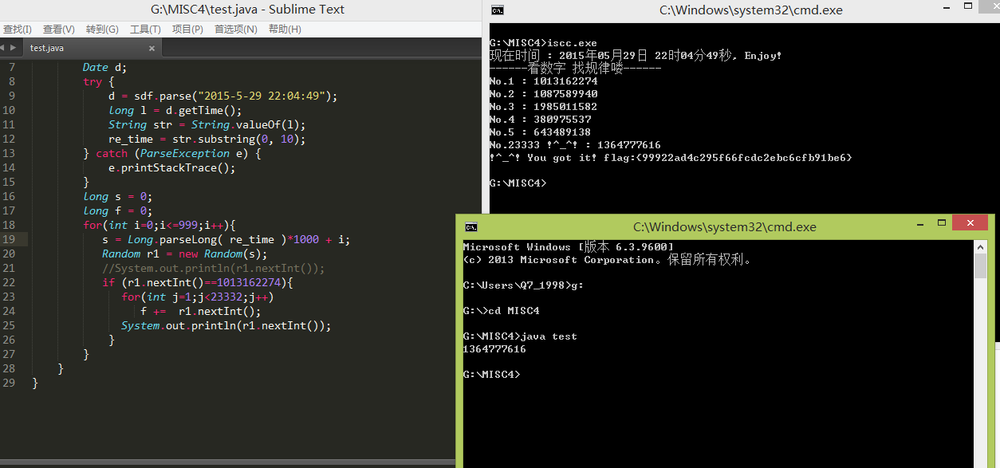 G:\MISC4\test.java - Sublime Text
查找(I) 查看(V) 转到(G) 工具(T) 项目(P) 首选项(N) 帮助(H)
test.java ×
7 Date d;
8 try {
9 d = sdf.parse("2015-5-29 22:04:49");
10 long l = d.getTime();
11 String str = String.valueOf(l);
12 re_time = str.substring(0, 10);
13 } catch (ParseException e) {
14 e.printStackTrace();
15 }
16 long s = 0;
17 long f = 0;
18 for(int i=0;i<=999;i++){
19 s = Long.parseLong( re_time )*1000 + i;
20 Random r1 = new Random(s);
21 //System.out.println(r1.nextInt());
22 if (r1.nextInt()==1013162274){
23 for(int j=1;j<23332;j++)
24 f += r1.nextInt();
25 System.out.println(r1.nextInt());
26 }
27 }
28 }
29 }
C:\Windows\system32\cmd.exe
G:\MISC4>iscc.exe
现在时间 : 2015年05月29日 22时04分49秒, Enjoy!
------看数字 找规律喽------
No.1 : 1013162274
No.2 : 1087589940
No.3 : 1985011582
No.4 : 380975537
No.5 : 643489138
No.23333 !^_^! : 1364777616
!^_^! You got it! flag:{99922ad4c295f66fcdc2ebc6cfb91be6}
G:\MISC4>
C:\Windows\system32\cmd.exe
Microsoft Windows [版本 6.3.9600]
(c) 2013 Microsoft Corporation。保留所有权利。
C:\Users\Q7_1998>g:
G:\>cd MISC4
G:\MISC4>java test
1364777616
G:\MISC4>